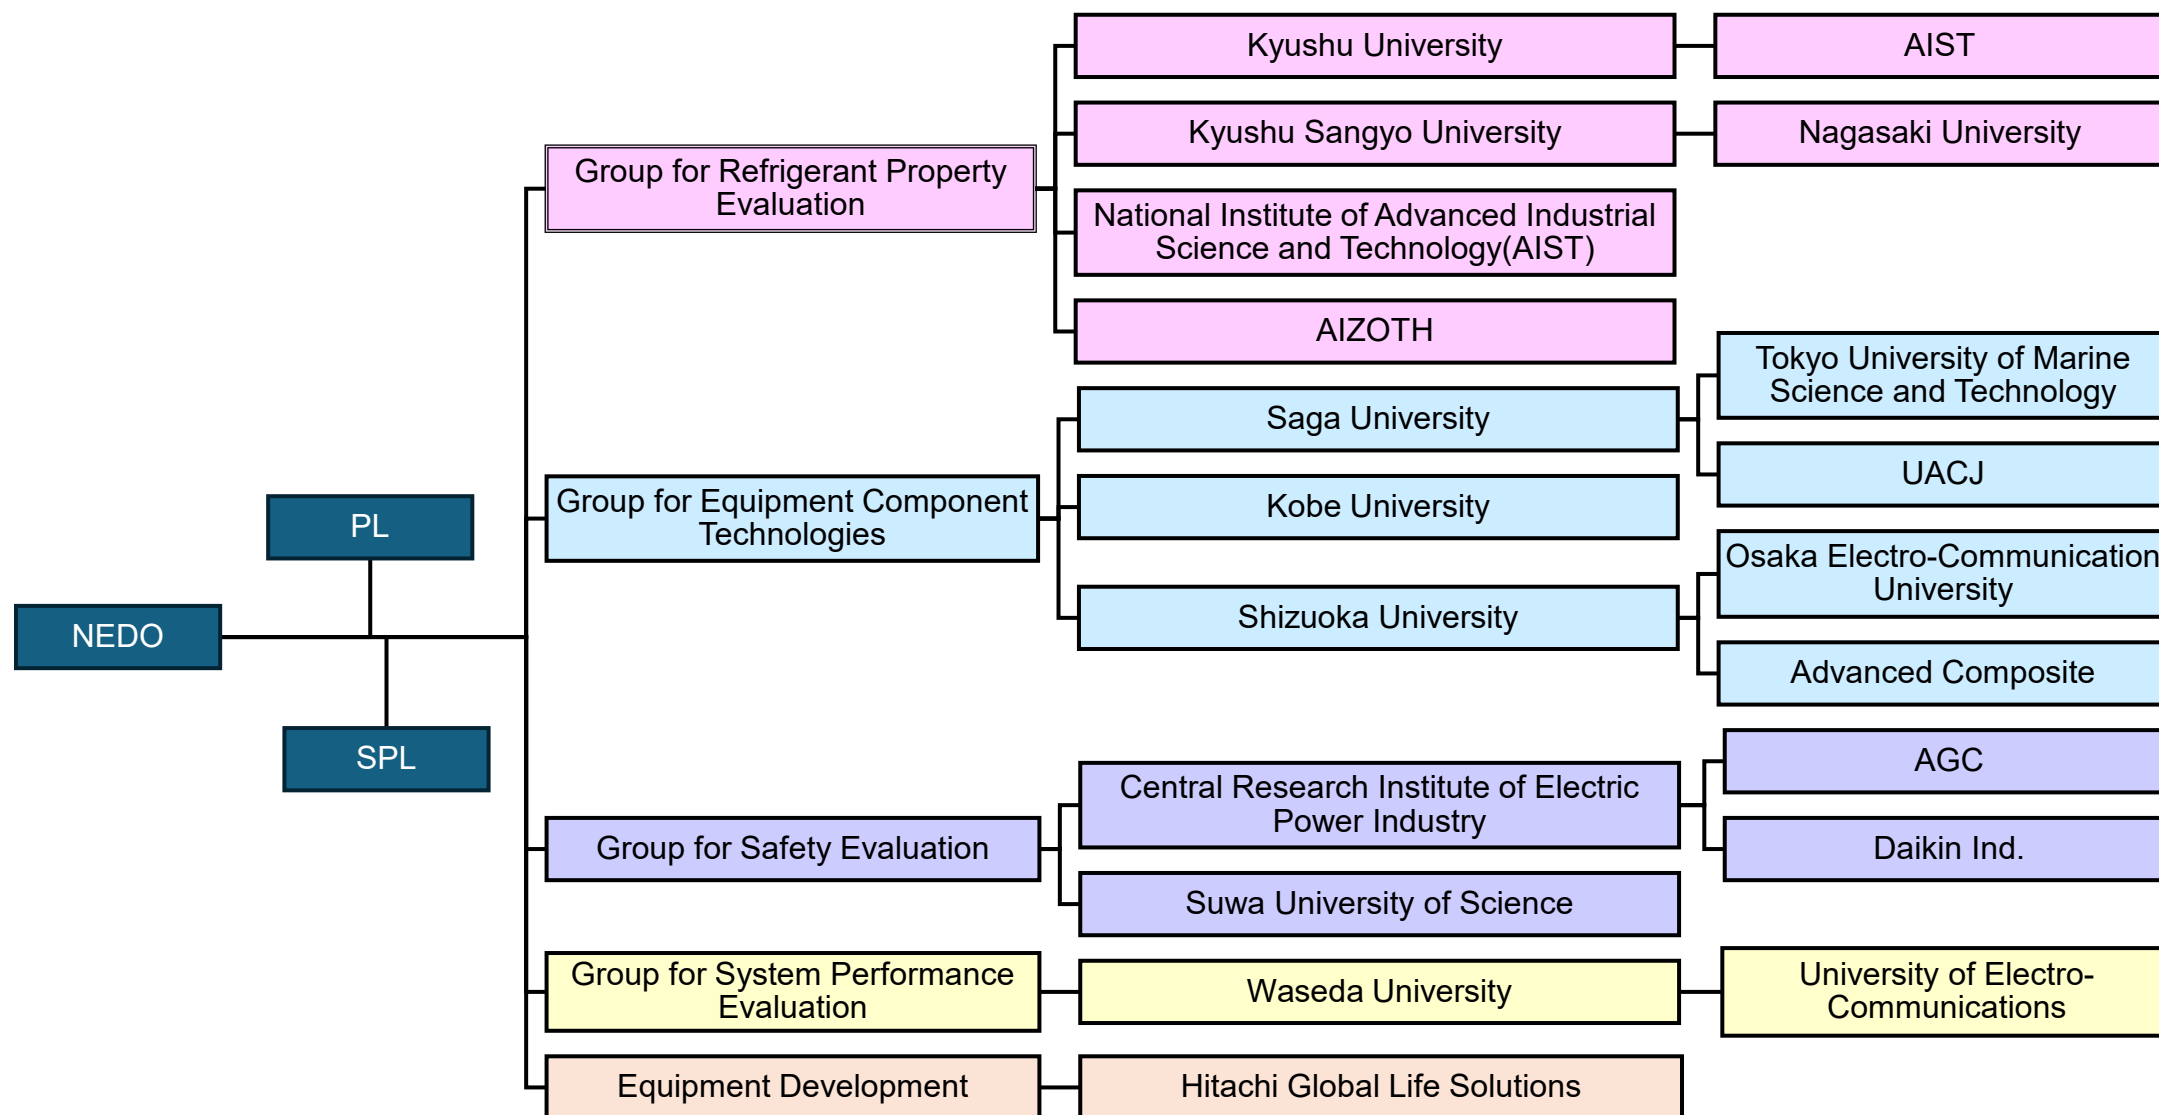 Kyushu University
AIST
Kyushu Sangyo University
Nagasaki University
Group for Refrigerant Property
Evaluation
National Institute of Advanced Industrial
Science and Technology(AIST)
AIZOTH
Tokyo University of Marine
Science and Technology
Saga University
UACJ
Group for Equipment Component
Technologies
Kobe University
PL
Osaka Electro-Communication
University
Shizuoka University
NEDO
Advanced Composite
SPL
AGC
Central Research Institute of Electric
Power Industry
Group for Safety Evaluation
Daikin Ind.
Suwa University of Science
Group for System Performance
Evaluation
Waseda University
University of Electro-
Communications
Equipment Development
Hitachi Global Life Solutions